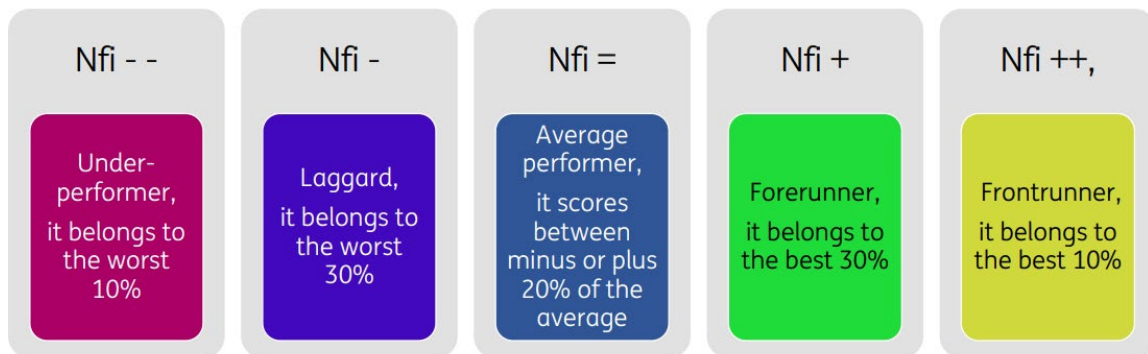 Nfi - -
Under-
performer,
it belongs to
the worst
10%
Nfi -
Laggard,
it belongs to
the worst
30%
Nfi =
Average
performer,
it scores
between
minus or plus
20% of the
average
Nfi +
Forerunner,
it belongs to
the best 30%
Nfi ++,
Frontrunner,
it belongs to
the best 10%